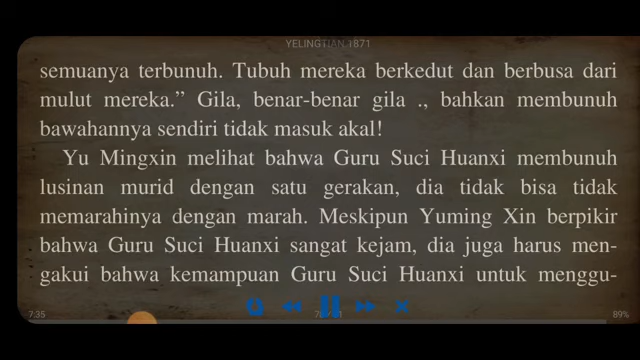 YELINGTIAN.1871
semuanya terbunuh. Tubuh mereka berkedut dan berbusa dari
mulut mereka.” Gila, benar-benar gila ., bahkan membunuh
bawahannya sendiri tidak masuk akal!
Yu Mingxin melihat bahwa Guru Suci Huanxi membunuh
lusinan murid dengan satu gerakan, dia tidak bisa tidak
memarahinya dengan marah. Meskipun Yuming Xin berpikir
bahwa Guru Suci Huanxi sangat kejam, dia juga harus men-
gakui bahwa kemampuan Guru Suci Huanxi untuk menggu-
7.35
89%